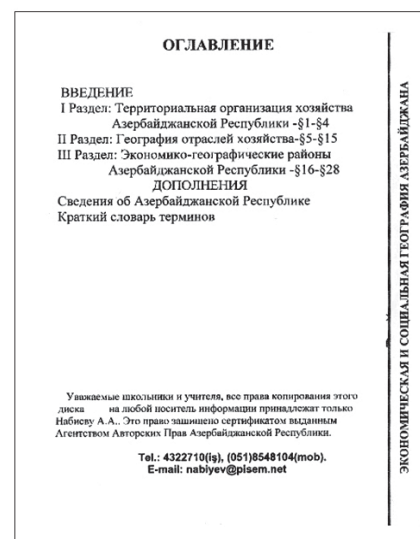 ОГЛАВЛЕНИЕ
ВВЕДЕНИЕ
I Раздел: Территориальная организация хозяйства
Азербайджанской Республики -§1-§4
II Раздел: География отраслей хозяйства-§5-§15
III Раздел: Экономико-географические районы
Азербайджанской Республики -§16-§28
ДОПОЛНЕНИЯ
Сведения об Азербайджанской Республике
Краткий словарь терминов
Уважаемые школьники и учителя, все права копирования этого
диска на любой носитель информации принадлежат только
Набиеву А.А.. Это право защищено сертификатом выданным
Агентством Авторских Прав Азербайджанской Республики.
Tel.: 4322710(iş), (051)8548104(mob).
E-mail: nabiyev@pisem.net
ЭКОНОМИЧЕСКАЯ И СОЦИАЛЬНАЯ ГЕОГРАФИЯ АЗЕРБАЙДЖАНА